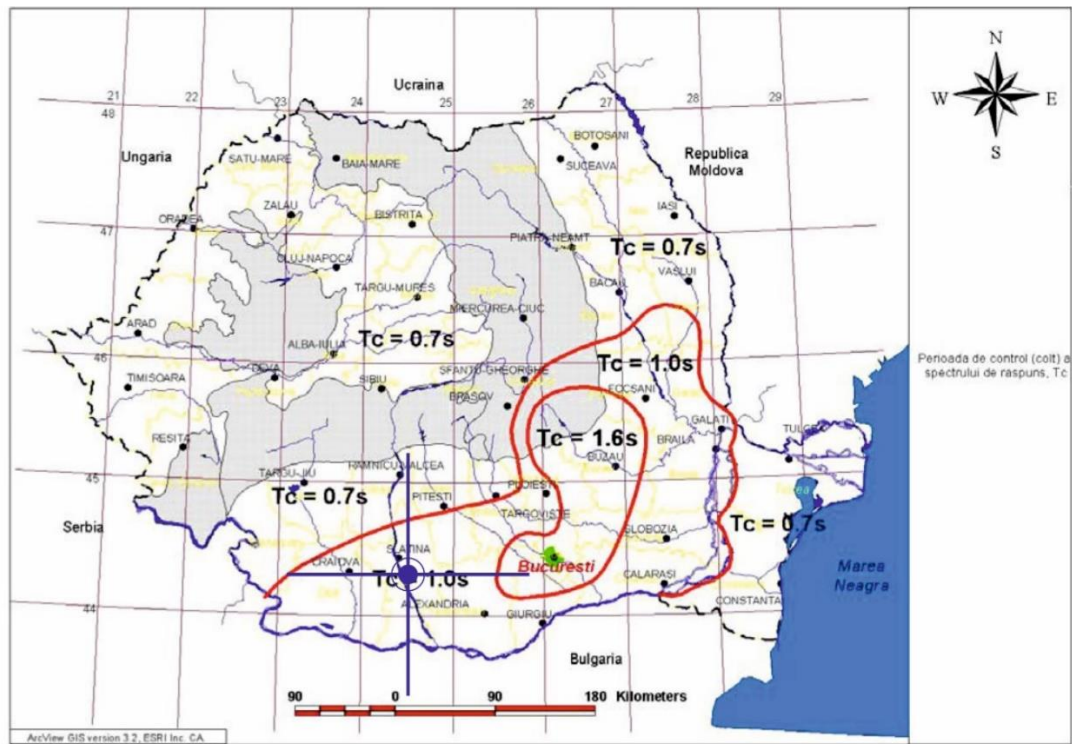 Ucraina
21
22
23
24
25
26
27
28
29
48
BOTOSANI
Ungaria
SATU-MARE
BAIA-MARE
SUCEAVA
Republica
Moldova
ZALAU
BISTRITA
IASI
ORADEA
47
PIATRA-NEAMT
Tc = 0.7s
CLUJ-NAPOCA
VASLUI
TARGU-MURES
BACAU
MIERCUREA-CIUC
ARAD
ALBA-IULIA
Tc = 0.7s
46
Tc = 1.0s
DEVA
SFANTU-GHEORGHE
TIMISOARA
SIBIU
BRASOV
FOCSANI
GALATI
RESITA
Tc = 1.6s
BRAILA
BUZAU
45
TARGU-JIU
RAMNICU
ALCEA
Tc = 0.7s
PITESTI
PLOIESTI
TARGOVISTE
Tc = 0.7s
Serbia
SLATINA
SLOBOZIA
CRAIOVA
Bucuresti
Marea
Neagra
1.0s
CALARASI
ALEXANDRIA
CONSTANTA
44
GIURGIU
Bulgaria
90 0 90 180 Kilometers
ArcView GIS version 3.2, ESRI Inc. CA.
N
W E
S
Perioada de control (colt) a
spectrului de raspuns, Tc